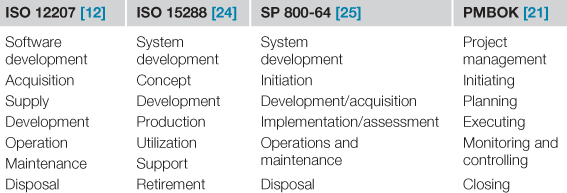 ISO 12207 [12] ISO 15288 [24] SP 800-64 [25] PMBOK [21]
Software development System development System development Project management
Acquisition Concept Initiation Initiating
Supply Development Development/acquisition Planning
Development Production Implementation/assessment Executing
Operation Utilization Operations and maintenance Monitoring and controlling
Maintenance Support
Disposal Retirement Disposal Closing